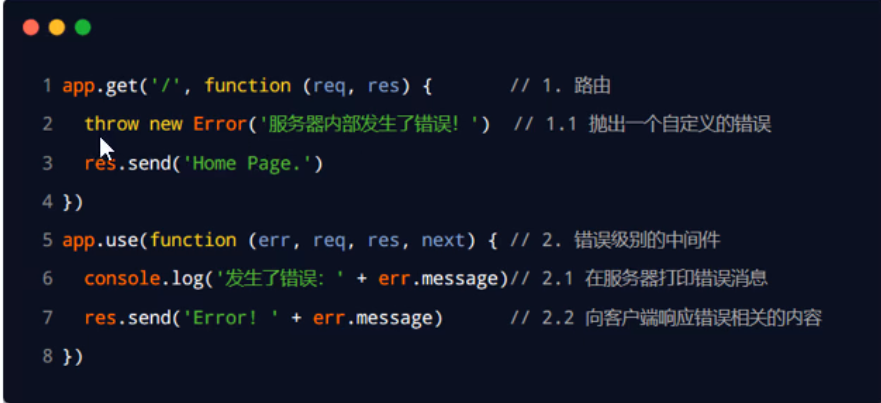 1 app.get('/', function (req, res) { // 1. 路由
2 throw new Error('服务器内部发生了错误！') // 1.1 抛出一个自定义的错误
3 res.send('Home Page.')
4 })
5 app.use(function (err, req, res, next) { // 2. 错误级别的中间件
6 console.log('发生了错误：' + err.message)// 2.1 在服务器打印错误消息
7 res.send('Error! ' + err.message) // 2.2 向客户端响应错误相关的内容
8 })